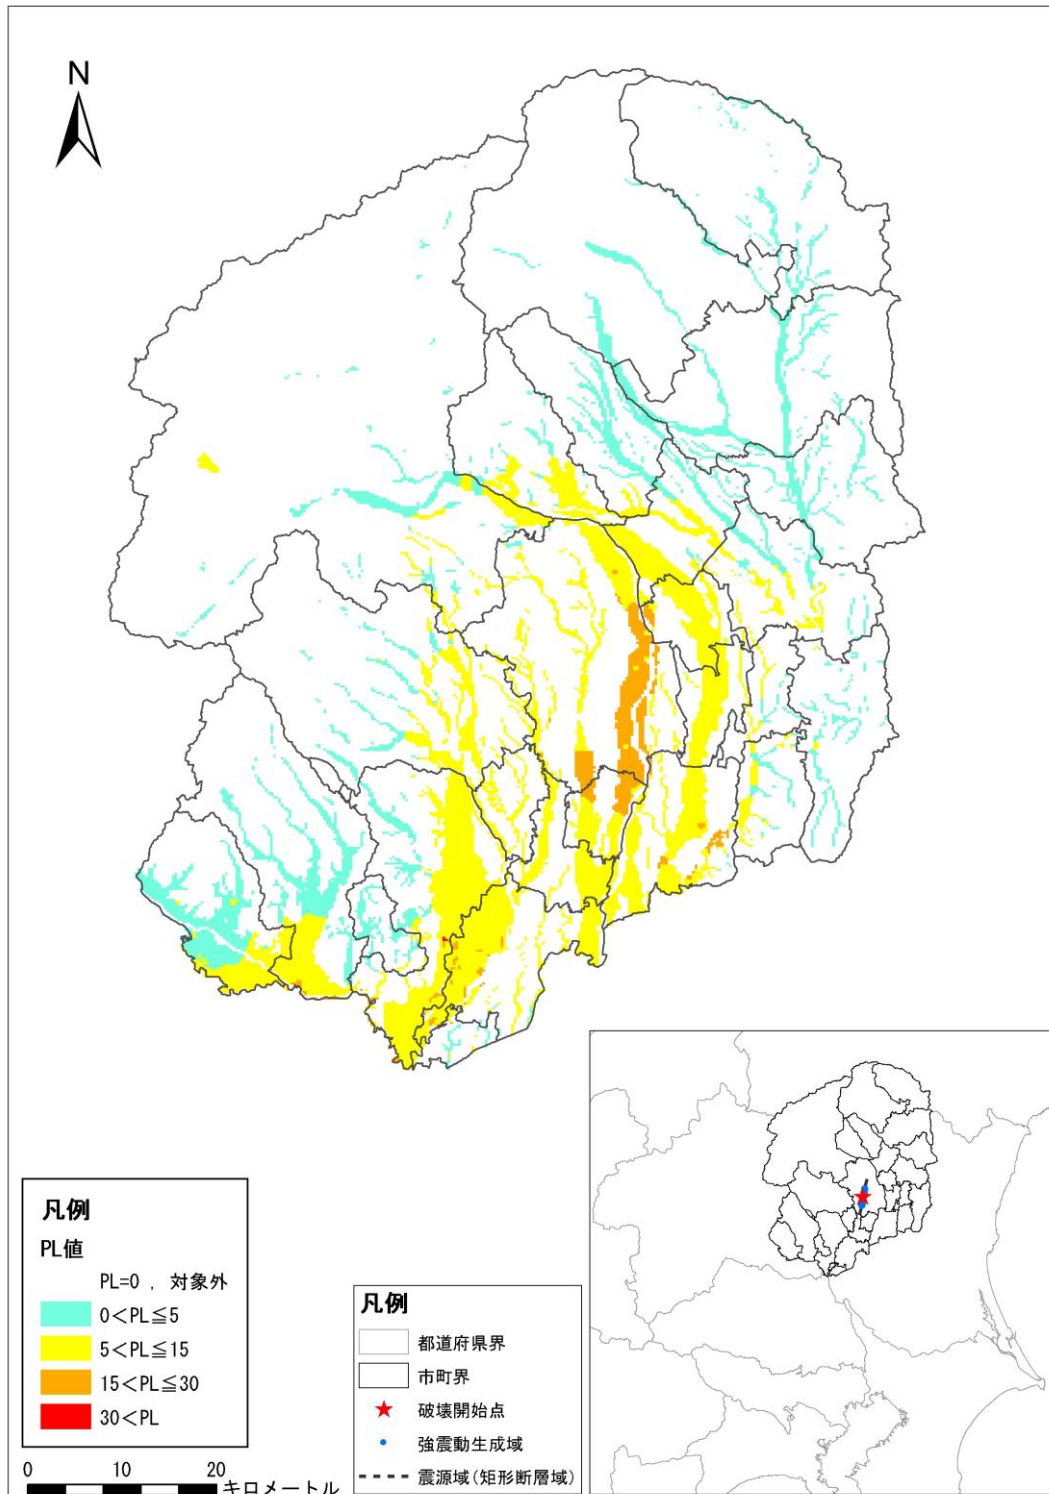 N
凡例
PL値
PL=0 , 対象外
0<PL≦5
5<PL≦15
15<PL≦30
30<PL
0 10 20
キロメートル
凡例
都道府県界
市町界
破壊開始点
強震動生成域
震源域(矩形断層域)